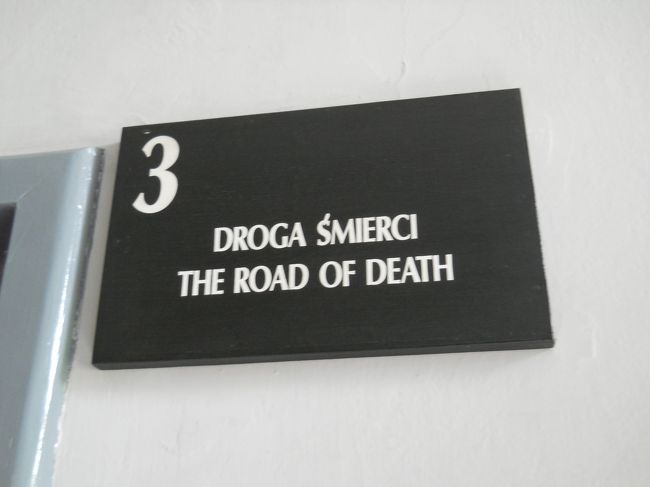 3
DROGA ŚMIERCI
THE ROAD OF DEATH